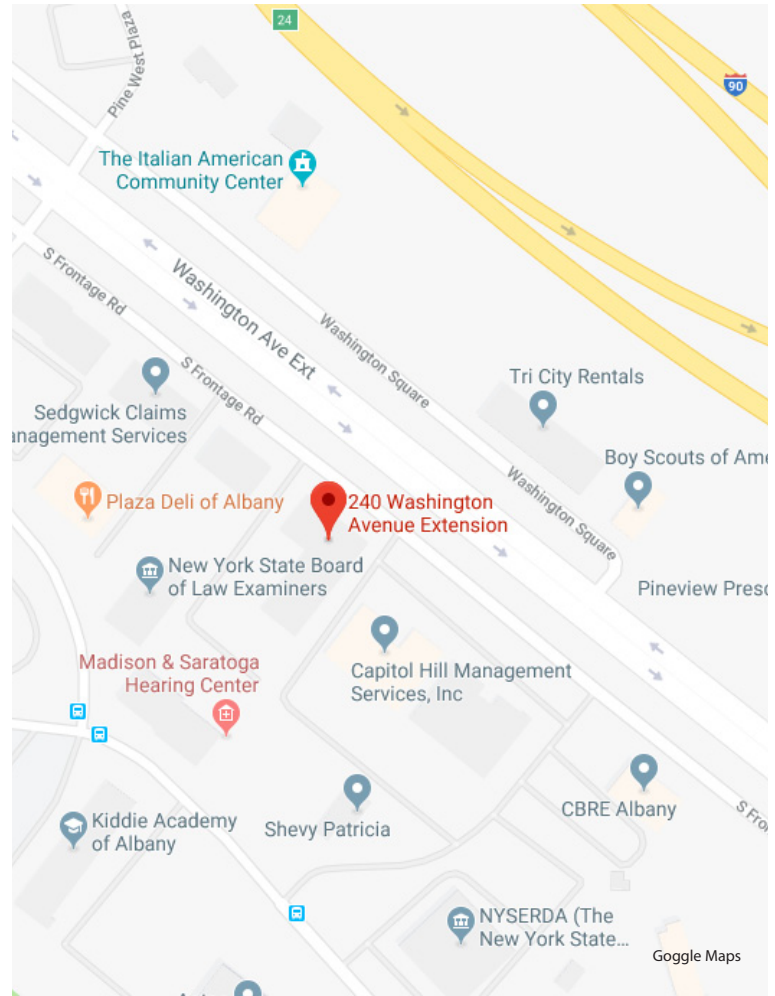 24
90
Pine West Plaza
The Italian American
Community Center
S Frontage Rd
Washington Ave Ext
Washington Square
S Frontage Rd
Tri City Rentals
Sedgwick Claims
anagement Services
Boy Scouts of Ame
Plaza Deli of Albany
240 Washington
Avenue Extension
Washington Square
New York State Board
of Law Examiners
Pineview Presc
Madison & Saratoga
Hearing Center
Capitol Hill Management
Services, Inc
CBRE Albany
S Fron
Kiddie Academy
of Albany
Shevy Patricia
NYSERDA (The
New York State...
Goggle Maps